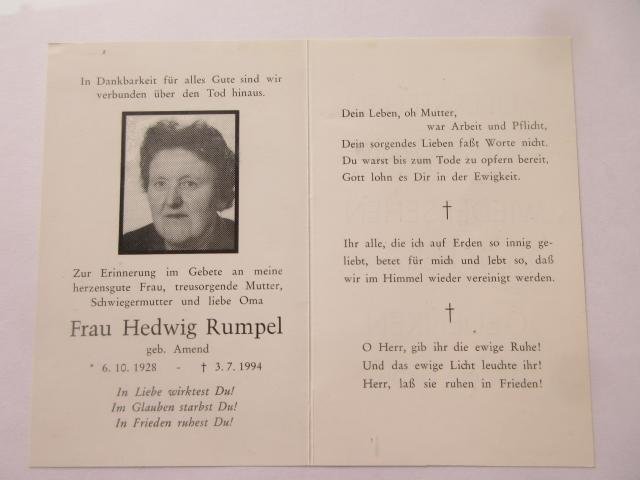 In Dankbarkeit für alles Gute sind wir
verbunden über den Tod hinaus.
Zur Erinnerung im Gebete an meine
herzensgute Frau, treusorgende Mutter,
Schwiegermutter und liebe Oma
Frau Hedwig Rumpel
geb. Amend
* 6. 10. 1928 - † 3. 7. 1994
In Liebe wirktest Du!
Im Glauben starbst Du!
In Frieden ruhest Du!
Dein Leben, oh Mutter,
war Arbeit und Pflicht,
Dein sorgendes Lieben faßt Worte nicht.
Du warst bis zum Tode zu opfern bereit,
Gott lohn es Dir in der Ewigkeit.
†
Ihr alle, die ich auf Erden so innig ge-
liebt, betet für mich und lebt so, daß
wir im Himmel wieder vereinigt werden.
†
O Herr, gib ihr die ewige Ruhe!
Und das ewige Licht leuchte ihr!
Herr, laß sie ruhen in Frieden!